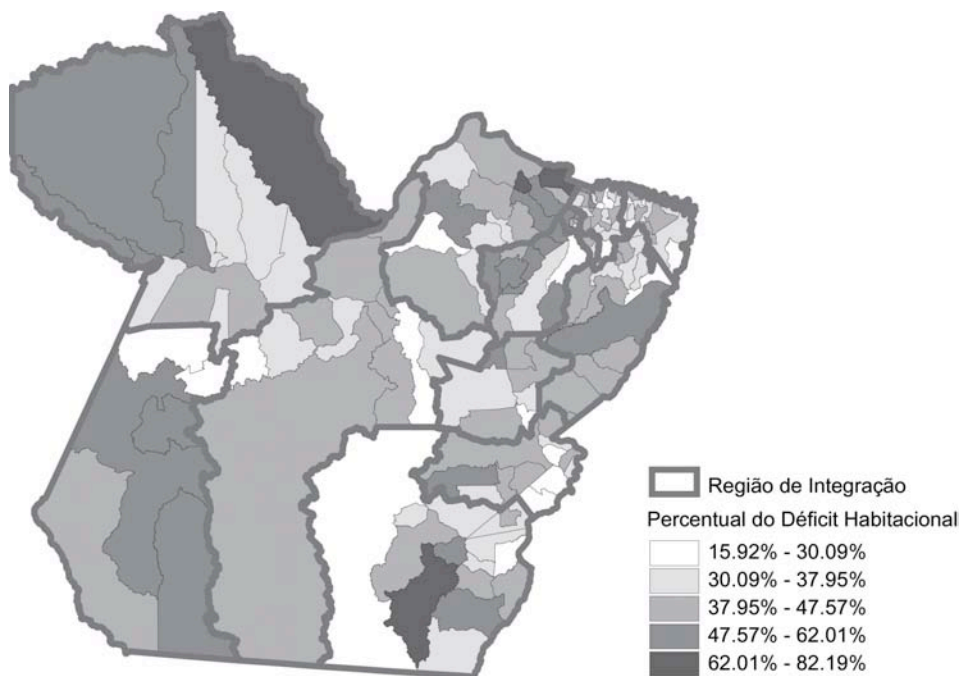 Região de Integração
Percentual do Déficit Habitacional
15.92% - 30.09%
30.09% - 37.95%
37.95% - 47.57%
47.57% - 62.01%
62.01% - 82.19%